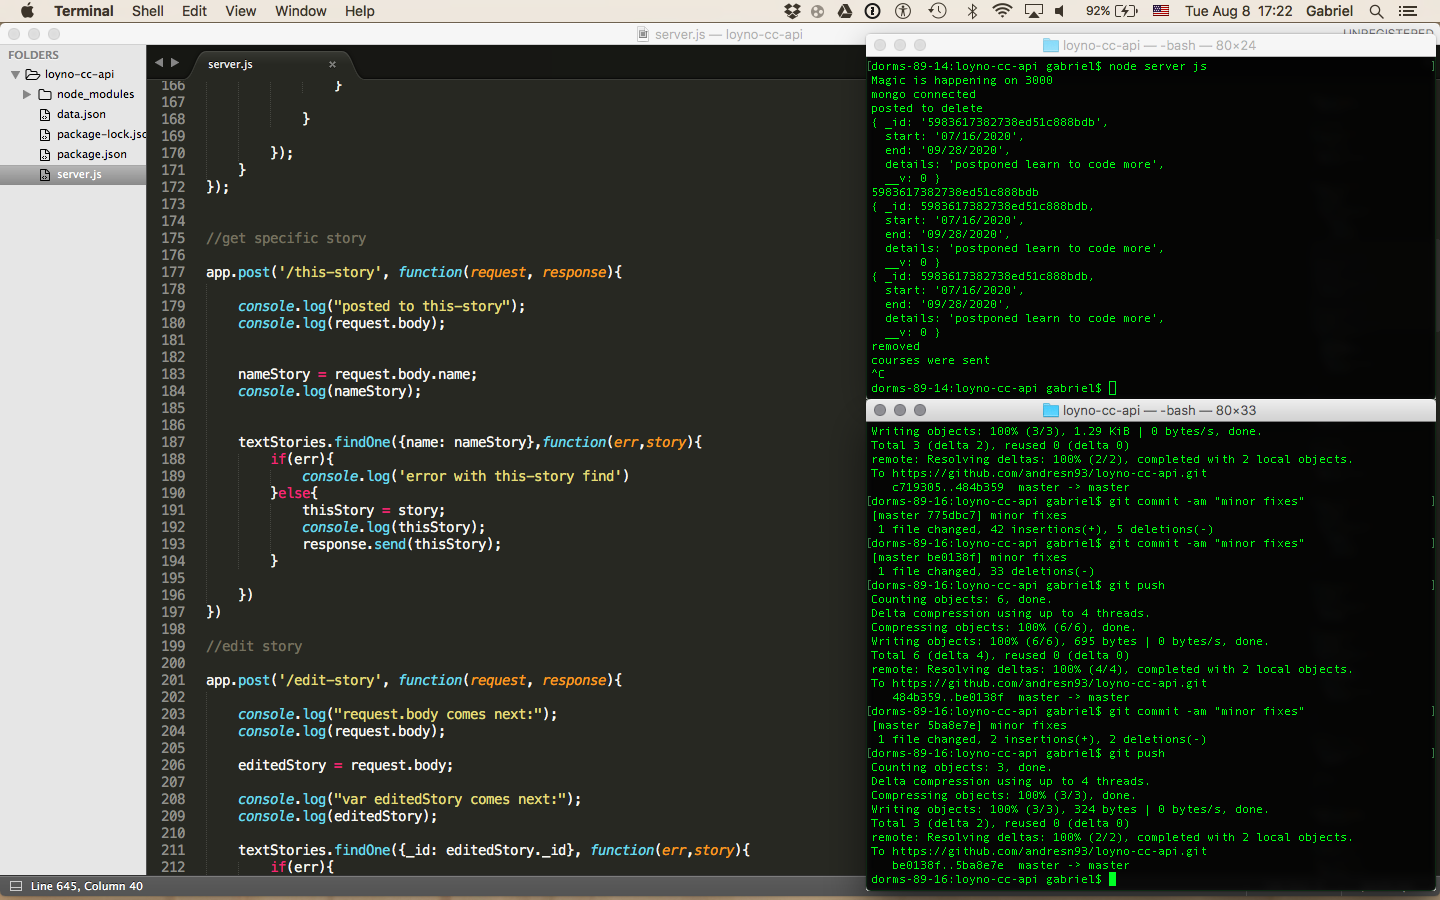 Terminal Shell Edit View Window Help 92% Tue Aug 8 17:22 Gabriel
server.js — loyno-cc-api
FOLDERS
loyno-cc-api
node_modules
data.json
package-lock.jsc
package.json
server.js
server.js ×
166 }
167
168 }
169
170 });
171 }
172 });
173
174
175 //get specific story
176
177 app.post('/this-story', function(request, response){
178
179 console.log("posted to this-story");
180 console.log(request.body);
181
182
183 nameStory = request.body.name;
184 console.log(nameStory);
185
186
187 textStories.findOne({name: nameStory},function(err,story){
188 if(err){
189 console.log('error with this-story find')
190 }else{
191 thisStory = story;
192 console.log(thisStory);
193 response.send(thisStory);
194 }
195
196 })
197 })
198
199 //edit story
200
201 app.post('/edit-story', function(request, response){
202
203 console.log("request.body comes next:");
204 console.log(request.body);
205
206 editedStory = request.body;
207
208 console.log("var editedStory comes next:");
209 console.log(editedStory);
210
211 textStories.findOne({_id: editedStory._id}, function(err,story){
212 if(err){
Line 645, Column 40
loyno-cc-api — -bash — 80×24
[dorms-89-14:loyno-cc-api gabriel$ node server js ]
Magic is happening on 3000
mongo connected
posted to delete
{ _id: '5983617382738ed51c888bdb',
start: '07/16/2020',
end: '09/28/2020',
details: 'postponed learn to code more',
__v: 0 }
5983617382738ed51c888bdb
{ _id: 5983617382738ed51c888bdb,
start: '07/16/2020',
end: '09/28/2020',
details: 'postponed learn to code more',
__v: 0 }
{ _id: 5983617382738ed51c888bdb,
start: '07/16/2020',
end: '09/28/2020',
details: 'postponed learn to code more',
__v: 0 }
removed
courses were sent
^C
dorms-89-14:loyno-cc-api gabriel$
loyno-cc-api — -bash — 80×33
Writing objects: 100% (3/3), 1.29 KiB | 0 bytes/s, done.
Total 3 (delta 2), reused 0 (delta 0)
remote: Resolving deltas: 100% (2/2), completed with 2 local objects.
To https://github.com/andresn93/loyno-cc-api.git
c719305..484b359 master -> master
[dorms-89-16:loyno-cc-api gabriel$ git commit -am "minor fixes" ]
[master 775dbc7] minor fixes
1 file changed, 42 insertions(+), 5 deletions(-)
[dorms-89-16:loyno-cc-api gabriel$ git commit -am "minor fixes" ]
[master be0138f] minor fixes
1 file changed, 33 deletions(-)
[dorms-89-16:loyno-cc-api gabriel$ git push ]
Counting objects: 6, done.
Delta compression using up to 4 threads.
Compressing objects: 100% (6/6), done.
Writing objects: 100% (6/6), 695 bytes | 0 bytes/s, done.
Total 6 (delta 4), reused 0 (delta 0)
remote: Resolving deltas: 100% (4/4), completed with 2 local objects.
To https://github.com/andresn93/loyno-cc-api.git
484b359..be0138f master -> master
[dorms-89-16:loyno-cc-api gabriel$ git commit -am "minor fixes" ]
[master 5ba8e7e] minor fixes
1 file changed, 2 insertions(+), 2 deletions(-)
[dorms-89-16:loyno-cc-api gabriel$ git push ]
Counting objects: 3, done.
Delta compression using up to 4 threads.
Compressing objects: 100% (3/3), done.
Writing objects: 100% (3/3), 324 bytes | 0 bytes/s, done.
Total 3 (delta 2), reused 0 (delta 0)
remote: Resolving deltas: 100% (2/2), completed with 2 local objects.
To https://github.com/andresn93/loyno-cc-api.git
be0138f..5ba8e7e master -> master
dorms-89-16:loyno-cc-api gabriel$